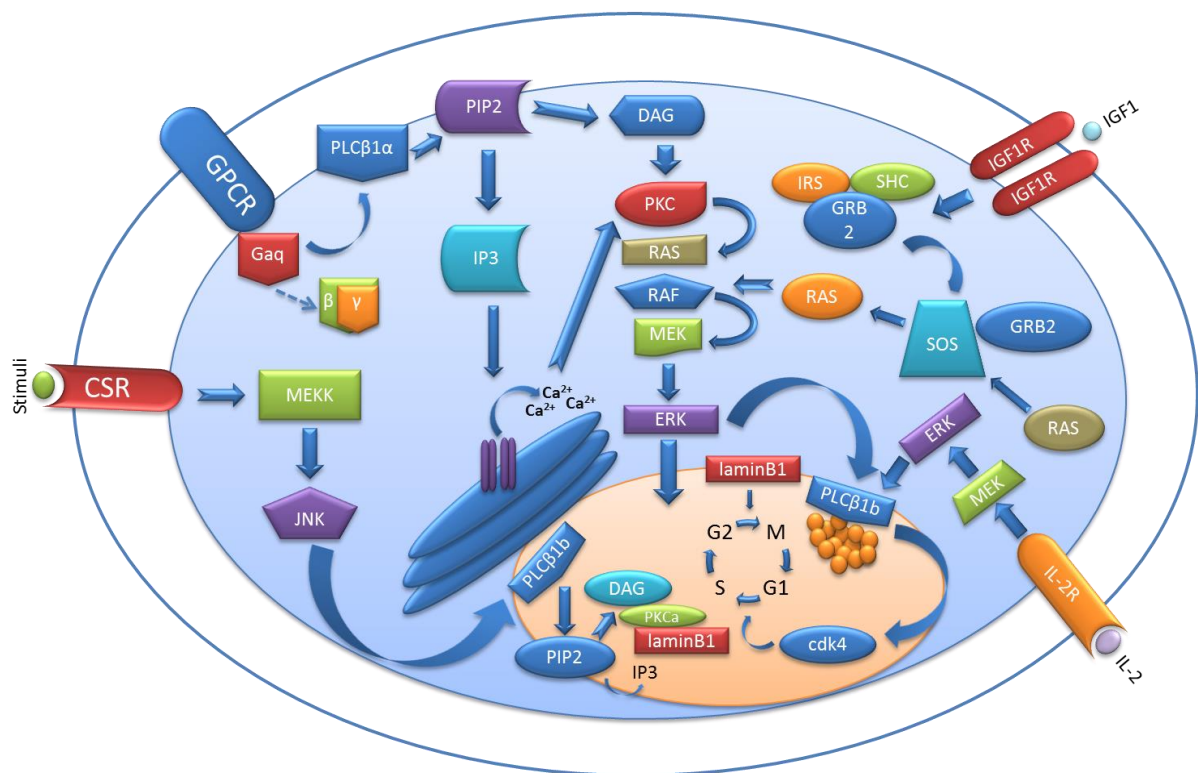 PIP2
DAG
PLCβ1α
GPCR
IGF1
IGF1R
IGF1R
IRS
SHC
GRB
2
PKC
Gaq
RAS
IP3
β
γ
RAF
RAS
MEK
SOS
GRB2
Stimuli
CSR
MEKK
Ca²⁺
Ca²⁺
Ca²⁺
ERK
ERK
RAS
laminB1
PLCβ1b
MEK
JNK
G2
M
PLCβ1b
S
G1
DAG
IL-2R
PKCa
laminB1
cdk4
PIP2
IP3
IL-2